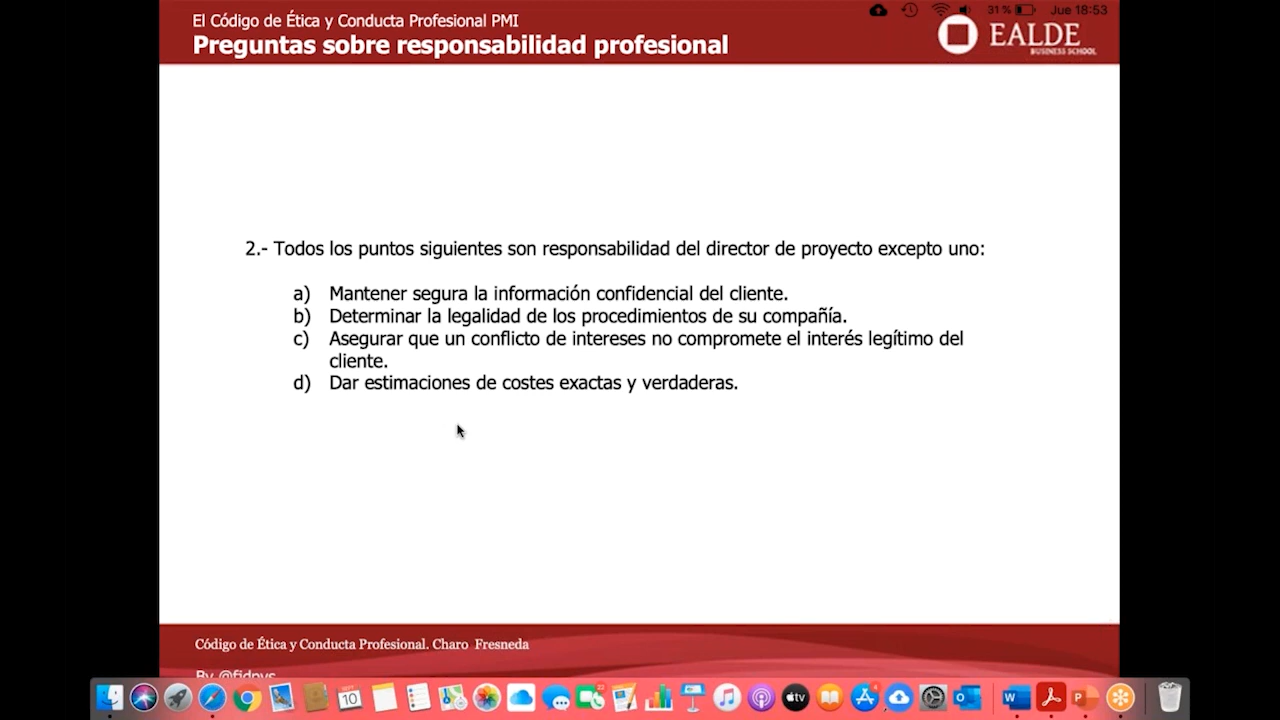 El Código de Ética y Conducta Profesional PMI
Preguntas sobre responsabilidad profesional
31% Jue 18:53
EALDE
BUSINESS SCHOOL
2.- Todos los puntos siguientes son responsabilidad del director de proyecto excepto uno:
a) Mantener segura la información confidencial del cliente.
b) Determinar la legalidad de los procedimientos de su compañía.
c) Asegurar que un conflicto de intereses no compromete el interés legítimo del
cliente.
d) Dar estimaciones de costes exactas y verdaderas.
Código de Ética y Conducta Profesional. Charo Fresneda
By @fidpys
10
tv
W
P